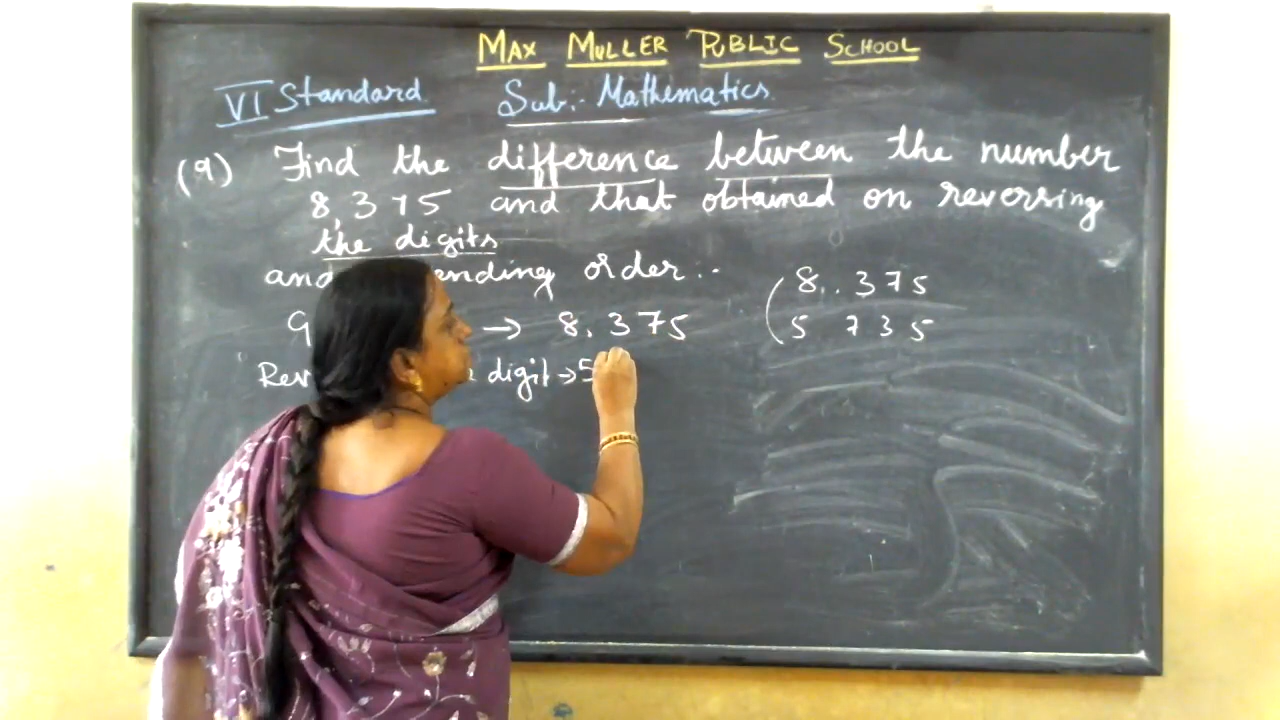 MAX MULLER PUBLIC SCHOOL
VI Standard Sub:- Mathematics
(9) Find the difference between the number
8,375 and that obtained on reversing
the digits
order..
→ 8,375
digit → 5
(8..375
5 735